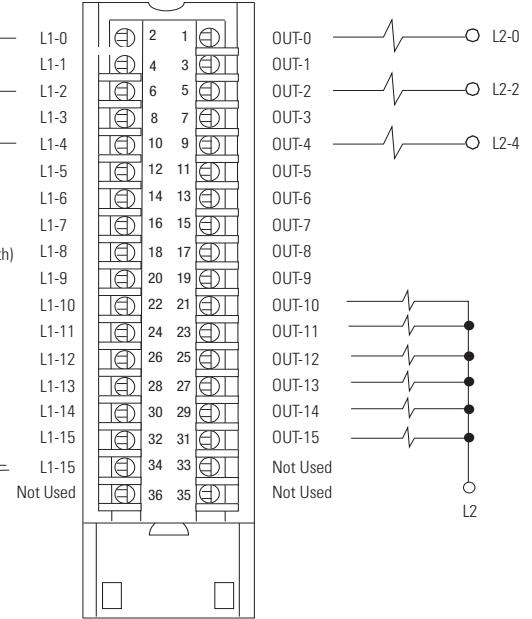 L1-0 2 1 OUT-0 L2-0
L1-1 4 3 OUT-1
L1-2 6 5 OUT-2 L2-2
L1-3 8 7 OUT-3
L1-4 10 9 OUT-4 L2-4
L1-5 12 11 OUT-5
L1-6 14 13 OUT-6
L1-7 16 15 OUT-7
th) L1-8 18 17 OUT-8
L1-9 20 19 OUT-9
L1-10 22 21 OUT-10
L1-11 24 23 OUT-11
L1-12 26 25 OUT-12
L1-13 28 27 OUT-13
L1-14 30 29 OUT-14
L1-15 32 31 OUT-15
L1-15 34 33 Not Used
Not Used 36 35 Not Used
L2